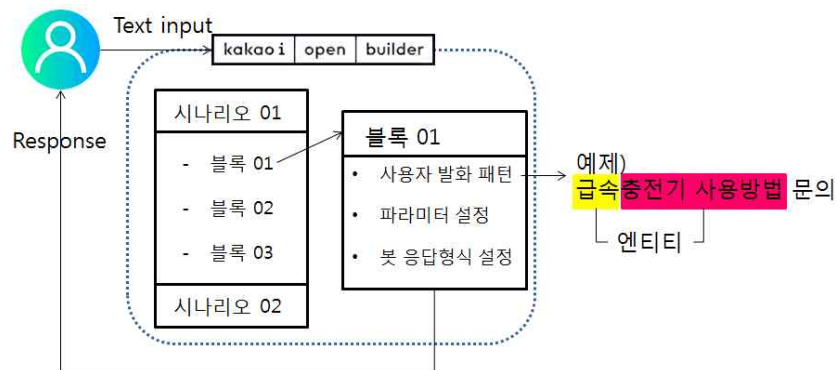 Text input
kakao i open builder
Response
시나리오 01
- 블록 01
- 블록 02
- 블록 03
시나리오 02
블록 01
• 사용자 발화 패턴
• 파라미터 설정
• 봇 응답형식 설정
예제)
급속충전기 사용방법 문의
엔티티